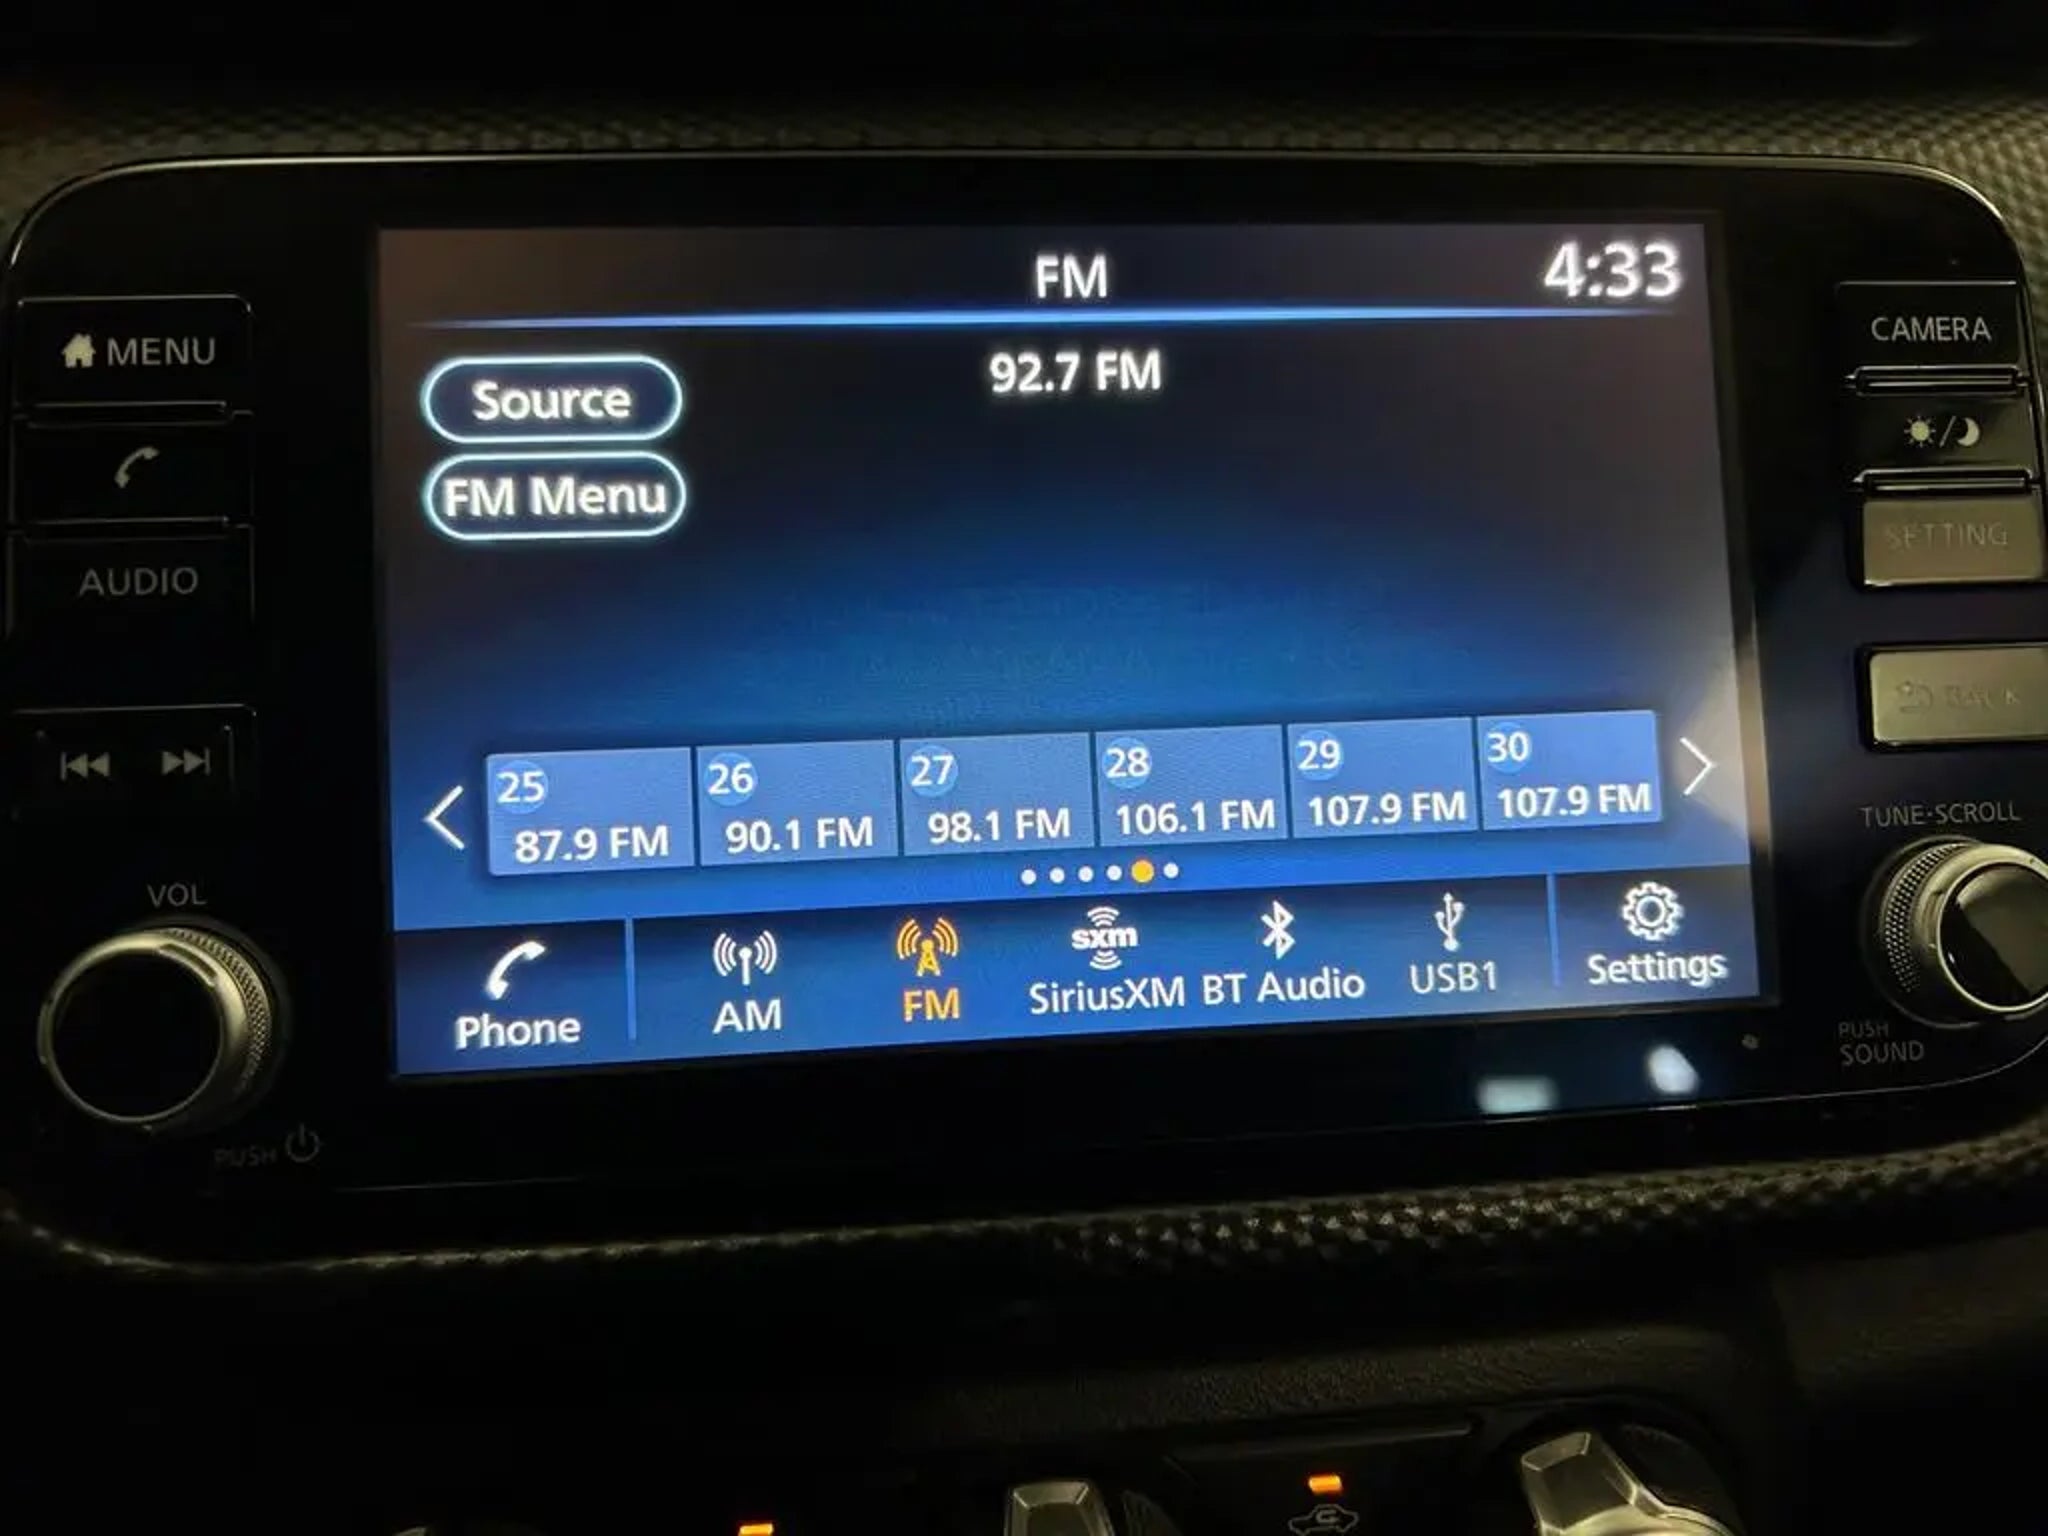 FM
4:33
MENU
CAMERA
92.7 FM
Source
FM Menu
SETTING
AUDIO
BACK
25
26
27
28
29
30
87.9 FM
90.1 FM
98.1 FM
106.1 FM
107.9 FM
107.9 FM
TUNE·SCROLL
VOL
sxm
Phone
AM
FM
SiriusXM
BT Audio
USB1
Settings
PUSH
SOUND
PUSH